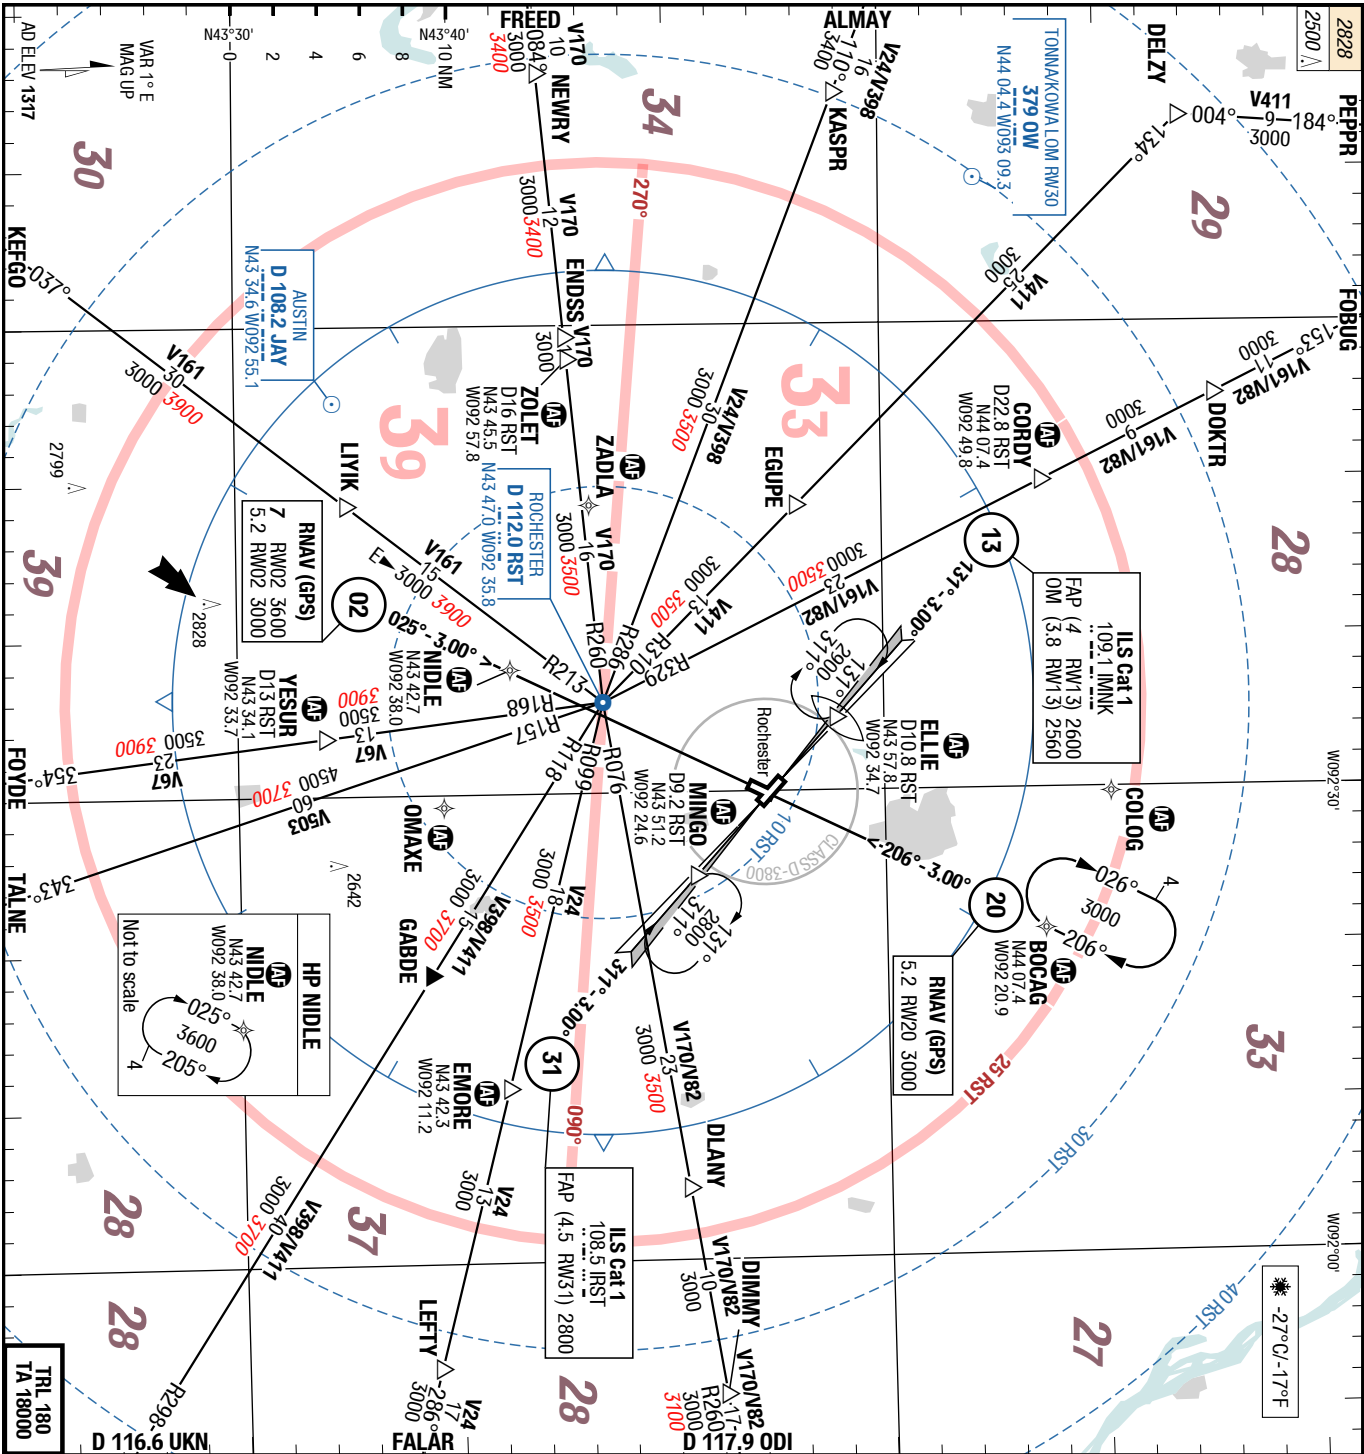 2828
2500
TONNA/KOWALOM RW30
379 OW
N44 04.4 W093 09.3
PEPPR
184°
V411
9
3000
004°
DELZY
134°
V411
25
3000
FOBUG
153°
V161/V82
11
3000
DOKTR
V161/V82
9
3000
IAF
CORDY
D22.8 RST
N44 07.4
W092 49.8
V161/V82
23
3000 3500
R329
ALMAY
16
110°
3400
V24/V398
KASPR
V24/V398
30
3000 3500
R286
EGUPE
V411
13
3000 3500
R310
FREED
V170
10
084°
3000
3400
NEWRY
V170
12
3000 3400
ENDSS
V170
1
3000
IAF
ZOLET
D16 RST
N43 45.5
W092 57.8
IAF
ZADLA
V170
16
3000 3500
R260
ROCHESTER
D 112.0 RST
N43 47.0 W092 35.8
N43°40'
N43°30'
0
2
4
6
8
10 NM
VAR 1° E
MAG UP
AD ELEV 1317
AUSTIN
D 108.2 JAY
N43 34.6 W092 55.1
KEFGO
037°
V161
30
3000 3900
LIYIK
V161
15
E
3000 3900
R213
2799
2828
RNAV (GPS)
7 RW02 3600
5.2 RW02 3000
02
025° - 3.00°
IAF
NIDLE
N43 42.7
W092 38.0
IAF
YESUR
D13 RST
N43 34.1
W092 33.7
R168
V67
13
3500
3900
V67
23
3500
3900
354°
FOYDE
R157
4500
60
3700
V503
343°
TALNE
OMAXE
IAF
2642
HP NIDLE
IAF
NIDLE
N43 42.7
W092 38.0
025°
3600
205°
4
Not to scale
R118
V398/V411
15
3000 3700
GABDE
V398/V411
40
3000 3700
R298
D 116.6 UKN
R099
V24
18
3000 3500
IAF
EMORE
N43 42.3
W092 11.2
V24
13
3000
LEFTY
V24
17
286°
3000
FALAR
R076
V170/V82
23
3000 3500
DLANY
V170/V82
10
3000
DIMMY
V170/V82
17
R260
3000
3100
D 117.9 ODI
13
131° - 3.00°
ILS Cat 1
109.1 IMNK
FAP (4 RW13) 2600
OM (3.8 RW13) 2560
131°
2900
311°
IAF
ELLIE
D10.8 RST
N43 57.8
W092 34.7
Rochester
10 RST
CLASS D-3800
IAF
MINGO
D9.2 RST
N43 51.2
W092 24.6
131°
2800
311°
311° - 3.00°
31
ILS Cat 1
108.5 IRST
FAP (4.5 RW31) 2800
206° - 3.00°
20
RNAV (GPS)
5.2 RW20 3000
IAF
COLOG
4
026°
3000
206°
IAF
BOCAG
N44 07.4
W092 20.9
W092°30'
W092°00'
270°
090°
25 RST
30 RST
40 RST
-27°C/-17°F
TRL 180
TA 18000
30
34
29
28
33
27
28
37
28
28
39
33
39